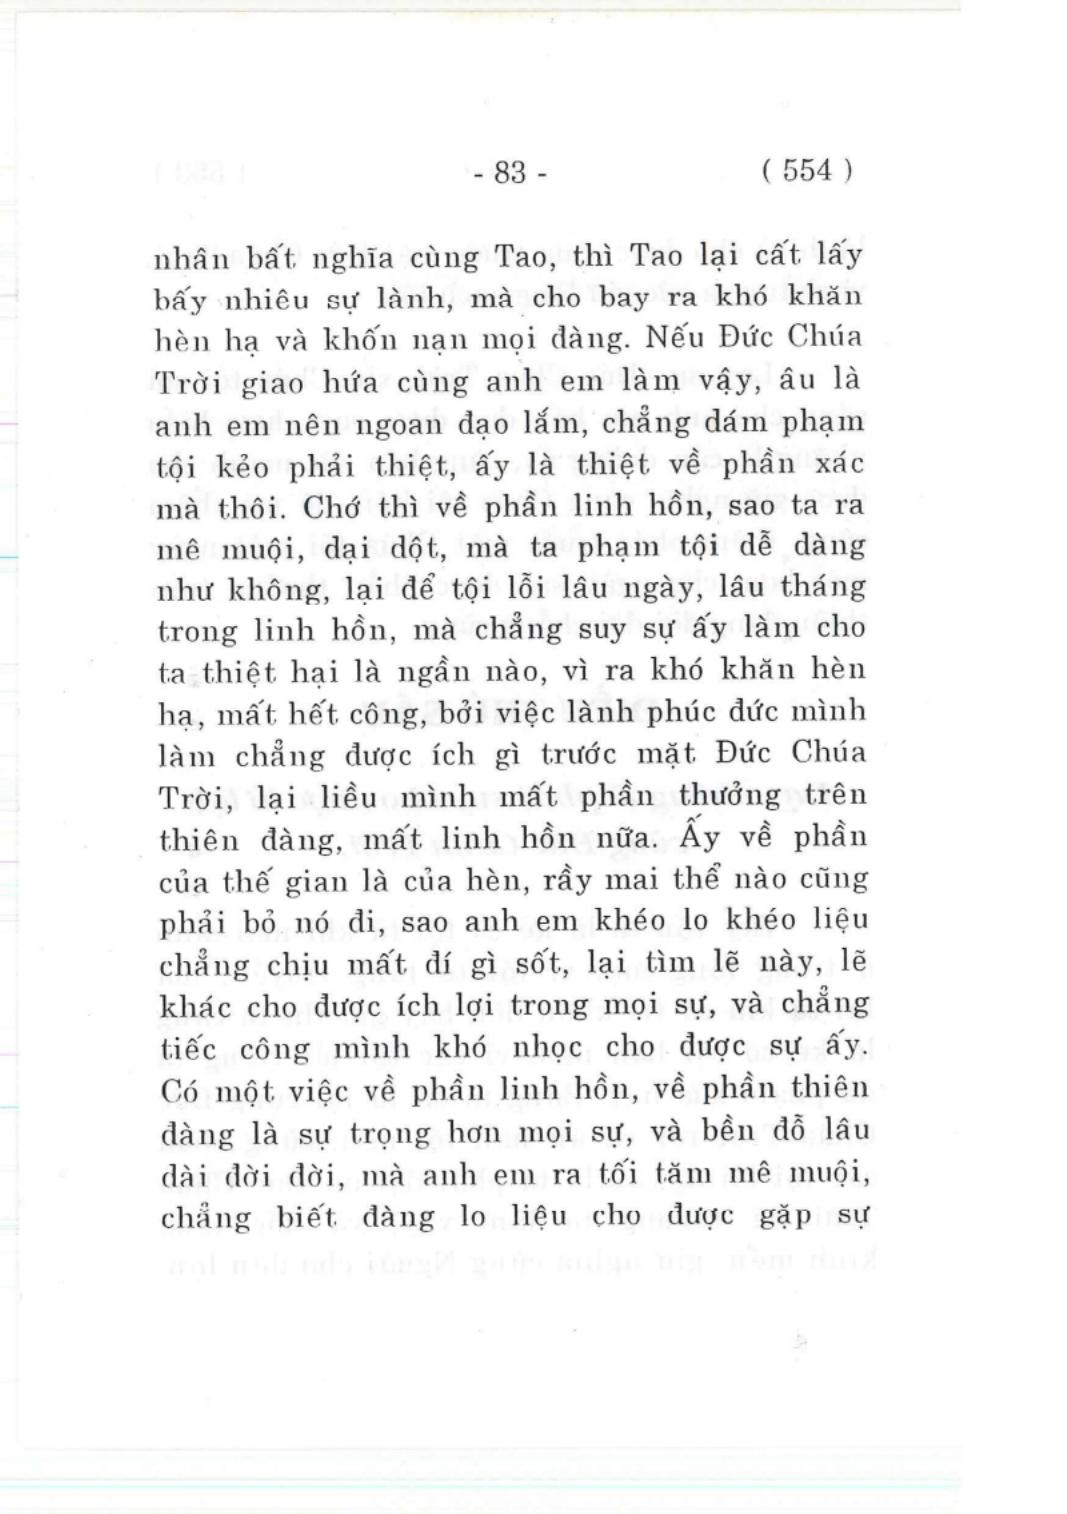 - 83 - ( 554 )
nhân bất nghĩa cùng Tao, thì Tao lại cất lấy
bấy nhiêu sự lành, mà cho bay ra khó khăn
hèn hạ và khốn nạn mọi đàng. Nếu Đức Chúa
Trời giao hứa cùng anh em làm vậy, âu là
anh em nên ngoan đạo lắm, chẳng dám phạm
tội kẻo phải thiệt, ấy là thiệt về phần xác
mà thôi. Chớ thì về phần linh hồn, sao ta ra
mê muội, dại dột, mà ta phạm tội dễ dàng
như không, lại để tội lỗi lâu ngày, lâu tháng
trong linh hồn, mà chẳng suy sự ấy làm cho
ta thiệt hại là ngần nào, vì ra khó khăn hèn
hạ, mất hết công, bởi việc lành phúc đức mình
làm chẳng được ích gì trước mặt Đức Chúa
Trời, lại liều mình mất phần thưởng trên
thiên đàng, mất linh hồn nữa. Ấy về phần
của thế gian là của hèn, rầy mai thể nào cũng
phải bỏ nó đi, sao anh em khéo lo khéo liệu
chẳng chịu mất đí gì sốt, lại tìm lẽ này, lẽ
khác cho được ích lợi trong mọi sự, và chẳng
tiếc công mình khó nhọc cho được sự ấy.
Có một việc về phần linh hồn, về phần thiên
đàng là sự trọng hơn mọi sự, và bền đỗ lâu
dài đời đời, mà anh em ra tối tăm mê muội,
chẳng biết đàng lo liệu cho được gặp sự